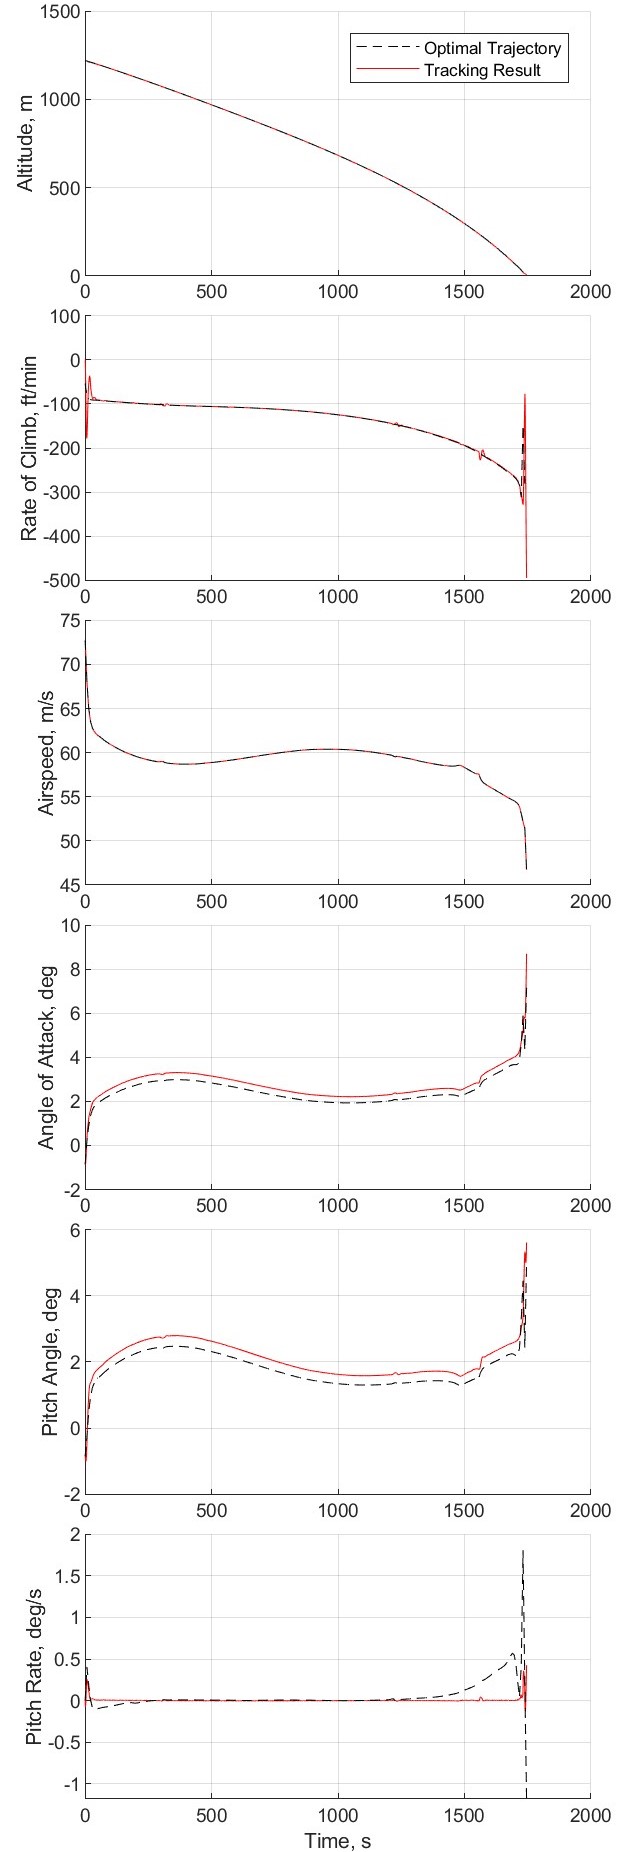 1500
1000
500
0
Altitude, m
Optimal Trajectory
Tracking Result
0 500 1000 1500 2000
100
0
-100
-200
-300
-400
-500
Rate of Climb, ft/min
0 500 1000 1500 2000
75
70
65
60
55
50
45
Airspeed, m/s
0 500 1000 1500 2000
10
8
6
4
2
0
-2
Angle of Attack, deg
0 500 1000 1500 2000
6
4
2
0
-2
Pitch Angle, deg
0 500 1000 1500 2000
2
1.5
1
0.5
0
-0.5
-1
Pitch Rate, deg/s
0 500 1000 1500 2000
Time, s